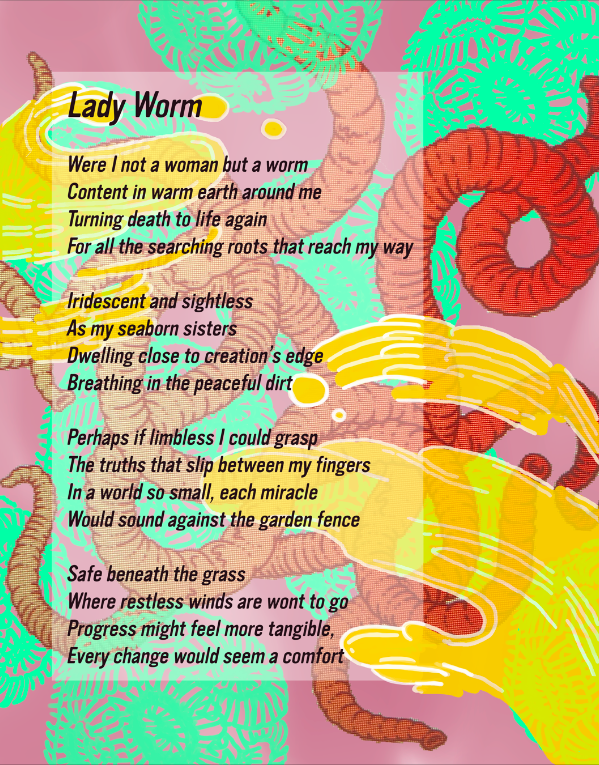 Lady Worm
Were I not a woman but a worm
Content in warm earth around me
Turning death to life again
For all the searching roots that reach my way
Iridescent and sightless
As my seaborn sisters
Dwelling close to creation's edge
Breathing in the peaceful dirt
Perhaps if limbless I could grasp
The truths that slip between my fingers
In a world so small, each miracle
Would sound against the garden fence
Safe beneath the grass
Where restless winds are wont to go
Progress might feel more tangible,
Every change would seem a comfort